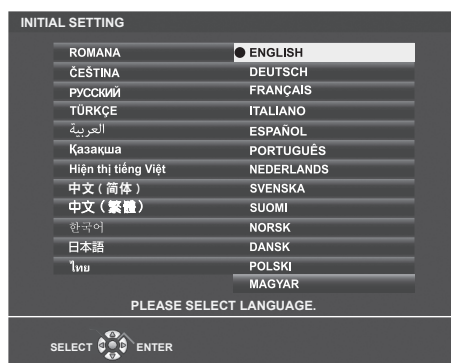 INITIAL SETTING
ROMANA
ENGLISH
ČEŠTINA
DEUTSCH
РУССКИЙ
FRANÇAIS
TÜRKÇE
ITALIANO
العربية
ESPAÑOL
Қазақша
PORTUGUÊS
Hiện thị tiếng Việt
NEDERLANDS
中文 ( 简体 )
SVENSKA
中文 ( 繁體 )
SUOMI
한국어
NORSK
日本語
DANSK
ไทย
POLSKI
MAGYAR
PLEASE SELECT LANGUAGE.
SELECT ENTER